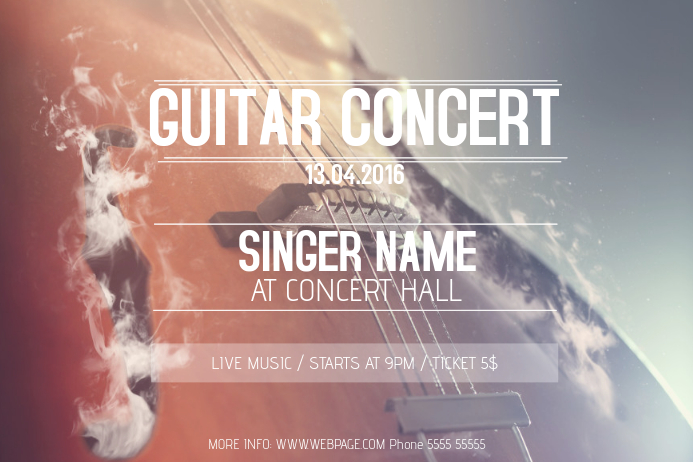 GUITAR CONCERT
13.04.2016
SINGER NAME
AT CONCERT HALL
LIVE MUSIC / STARTS AT 9PM / TICKET 5$
MORE INFO: WWW.WEBPAGE.COM Phone 5555 55555